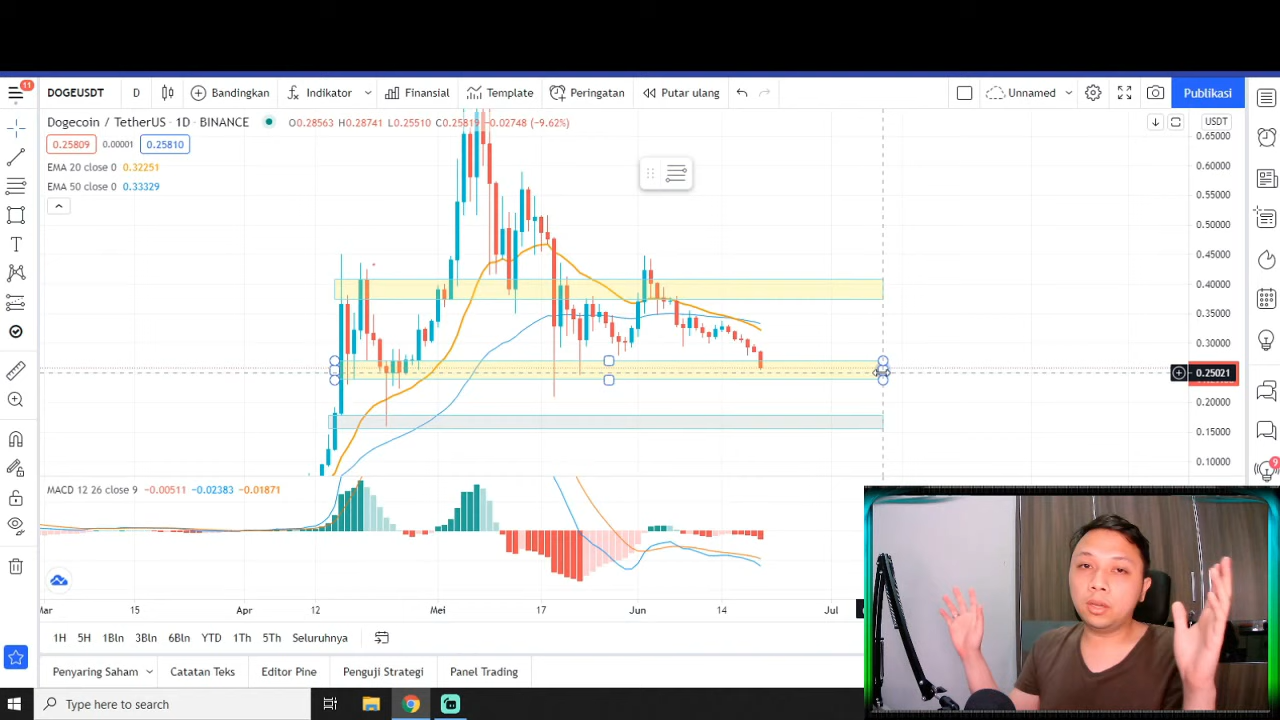 DOGEUSDT D Bandingkan Indikator Finansial Template Peringatan Putar ulang Unnamed Publikasi
11
Dogecoin / TetherUS · 1D · BINANCE O0.28563 H0.28741 L0.25510 C0.25819 −0.02748 (−9.62%)
USDT
0.25809 0.00001 0.25810
EMA 20 close 0 0.32251
EMA 50 close 0 0.33329
0.65000
0.60000
0.55000
0.50000
0.45000
0.40000
0.35000
0.30000
0.25021
0.20000
0.15000
0.10000
MACD 12 26 close 9 −0.00511 −0.02383 −0.01871
9
Mar 15 Apr 12 Mei 17 Jun 14 Jul
1H 5H 1Bln 3Bln 6Bln YTD 1Th 5Th Seluruhnya
Penyaring Saham Catatan Teks Editor Pine Penguji Strategi Panel Trading
Type here to search